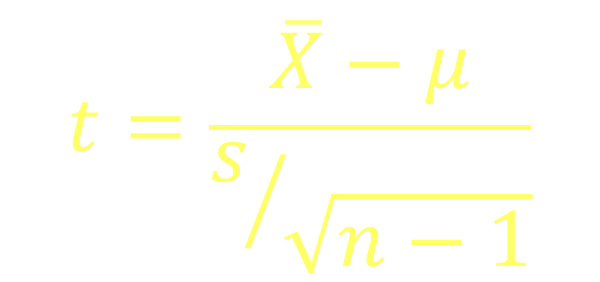 t = (X̄ − μ) / (s/√(n − 1))